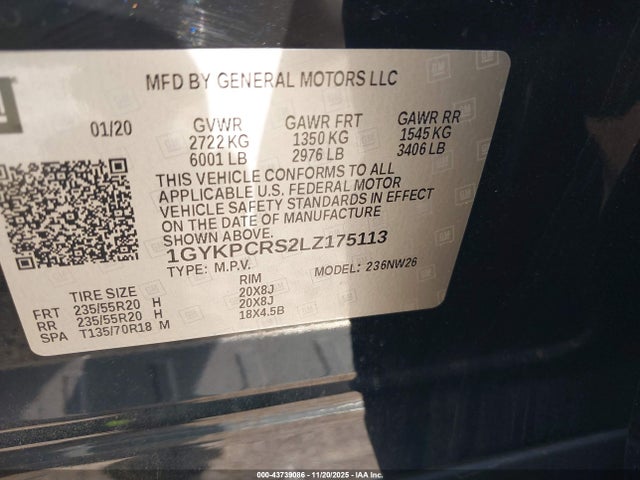 MFD BY GENERAL MOTORS LLC
01/20
GVWR GAWR FRT GAWR RR
2722 KG 1350 KG 1545 KG
6001 LB 2976 LB 3406 LB
THIS VEHICLE CONFORMS TO ALL
APPLICABLE U.S. FEDERAL MOTOR
VEHICLE SAFETY STANDARDS IN EFFECT
ON THE DATE OF MANUFACTURE
SHOWN ABOVE.
1GYKPCRS2LZ175113
TYPE: M.P.V. MODEL: 236NW26
TIRE SIZE RIM
FRT 235/55R20 H 20X8J
RR 235/55R20 H 20X8J
SPA T135/70R18 M 18X4.5B
000-43739086 - 11/20/2025 - IAA Inc.